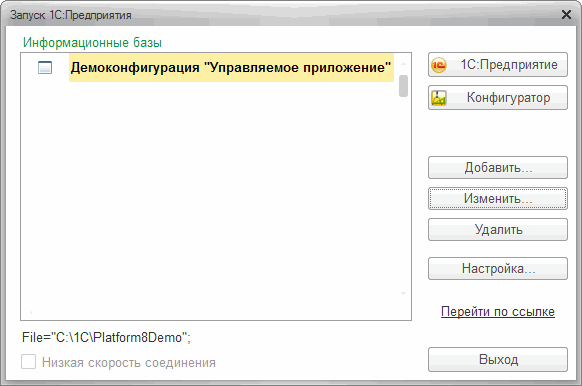 Запуск 1С:Предприятия
Информационные базы
Демоконфигурация "Управляемое приложение"
1С:Предприятие
Конфигуратор
Добавить...
Изменить...
Удалить
Настройка...
Перейти по ссылке
File="C:\1C\Platform8Demo";
Низкая скорость соединения
Выход